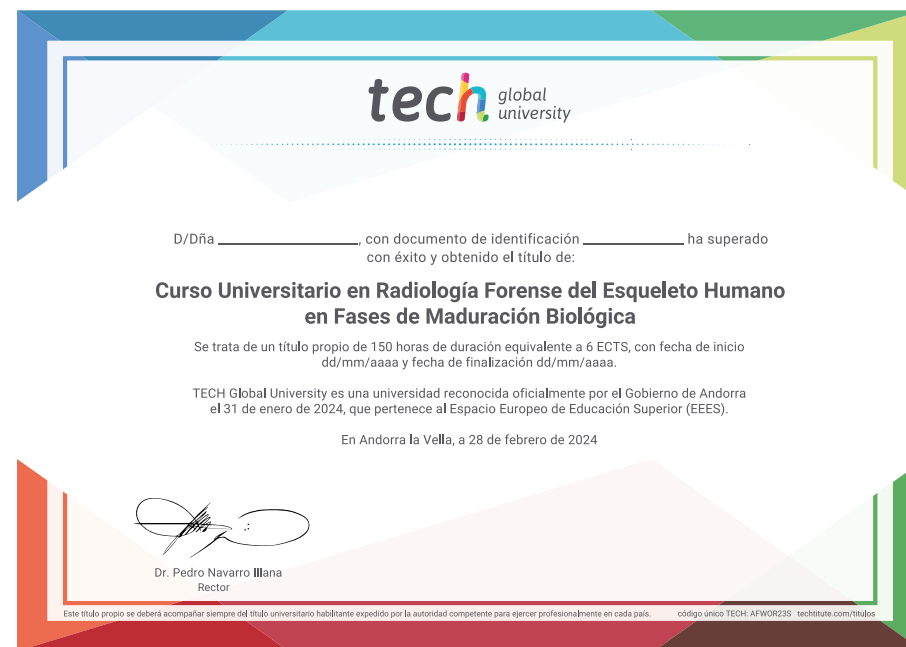 tech global university
D/Dña ____________, con documento de identificación ____________ ha superado
con éxito y obtenido el título de:
Curso Universitario en Radiología Forense del Esqueleto Humano
en Fases de Maduración Biológica
Se trata de un título propio de 150 horas de duración equivalente a 6 ECTS, con fecha de inicio
dd/mm/aaaa y fecha de finalización dd/mm/aaaa.
TECH Global University es una universidad reconocida oficialmente por el Gobierno de Andorra
el 31 de enero de 2024, que pertenece al Espacio Europeo de Educación Superior (EEES).
En Andorra la Vella, a 28 de febrero de 2024
Dr. Pedro Navarro Illana
Rector
Este título propio se deberá acompañar siempre del título universitario habilitante expedido por la autoridad competente para ejercer profesionalmente en cada país. código único TECH: AFWOR23S techtitute.com/titulos